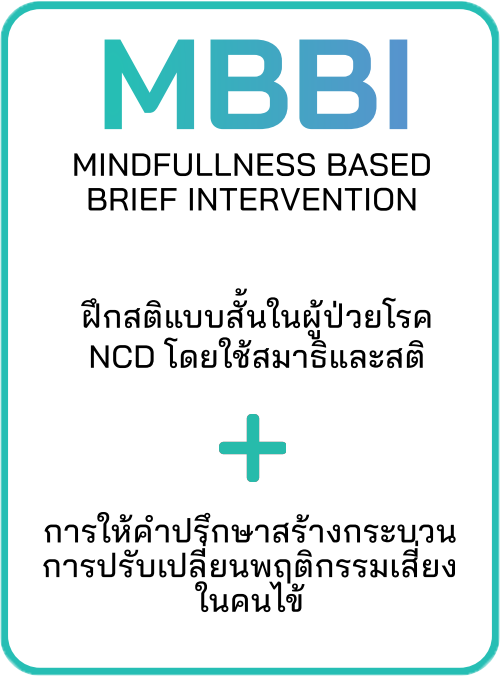 MBBI
MINDFULLNESS BASED
BRIEF INTERVENTION
ฝึกสติแบบสั้นในผู้ป่วยโรค
NCD โดยใช้สมาธิและสติ
+
การให้คำปรึกษาสร้างกระบวน
การปรับเปลี่ยนพฤติกรรมเสี่ยง
ในคนไข้